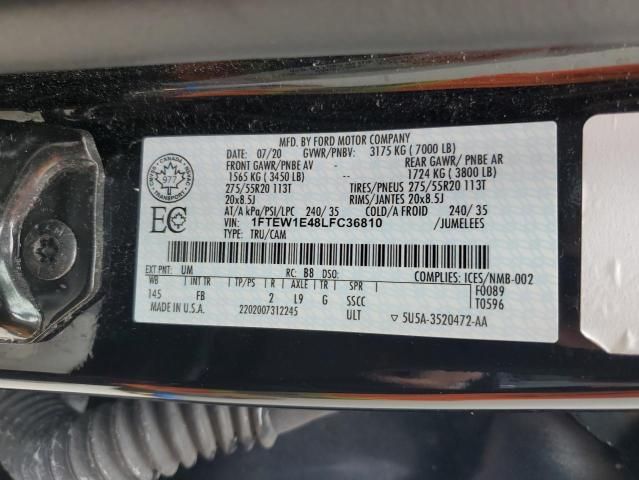 MFD. BY FORD MOTOR COMPANY
07/20 GVWR/PNBV: 3175 KG ( 7000 LB)
FRONT GAWR/PNBE AV - REAR GAWR/ PNBE AR
1565 KG ( 3450 LB) 1724 KG ( 3800 LB)
275/55R20 113T TIRES/PNEUS 275/55R20 113T
20x8.5J RIMS/JANTES 20x8.5J
AT/A kPa/PSI/LPC 240/ 35 COLD/A FROID 240/ 35
VIN: 1FTEW1E48LFC36810 /JUMELEES
TYPE: TRU/CAM
977
EC
EXT PNT: UM RC: B8 DSO: COMPLIES: ICES/NMB-002
WB INT TR TP/PS R AXLE TR SPR F0089
145 FB 2 L9 G SSCC T0596
MADE IN U.S.A. 2202007312245 ULT ▽ 5U5A-3520472-AA